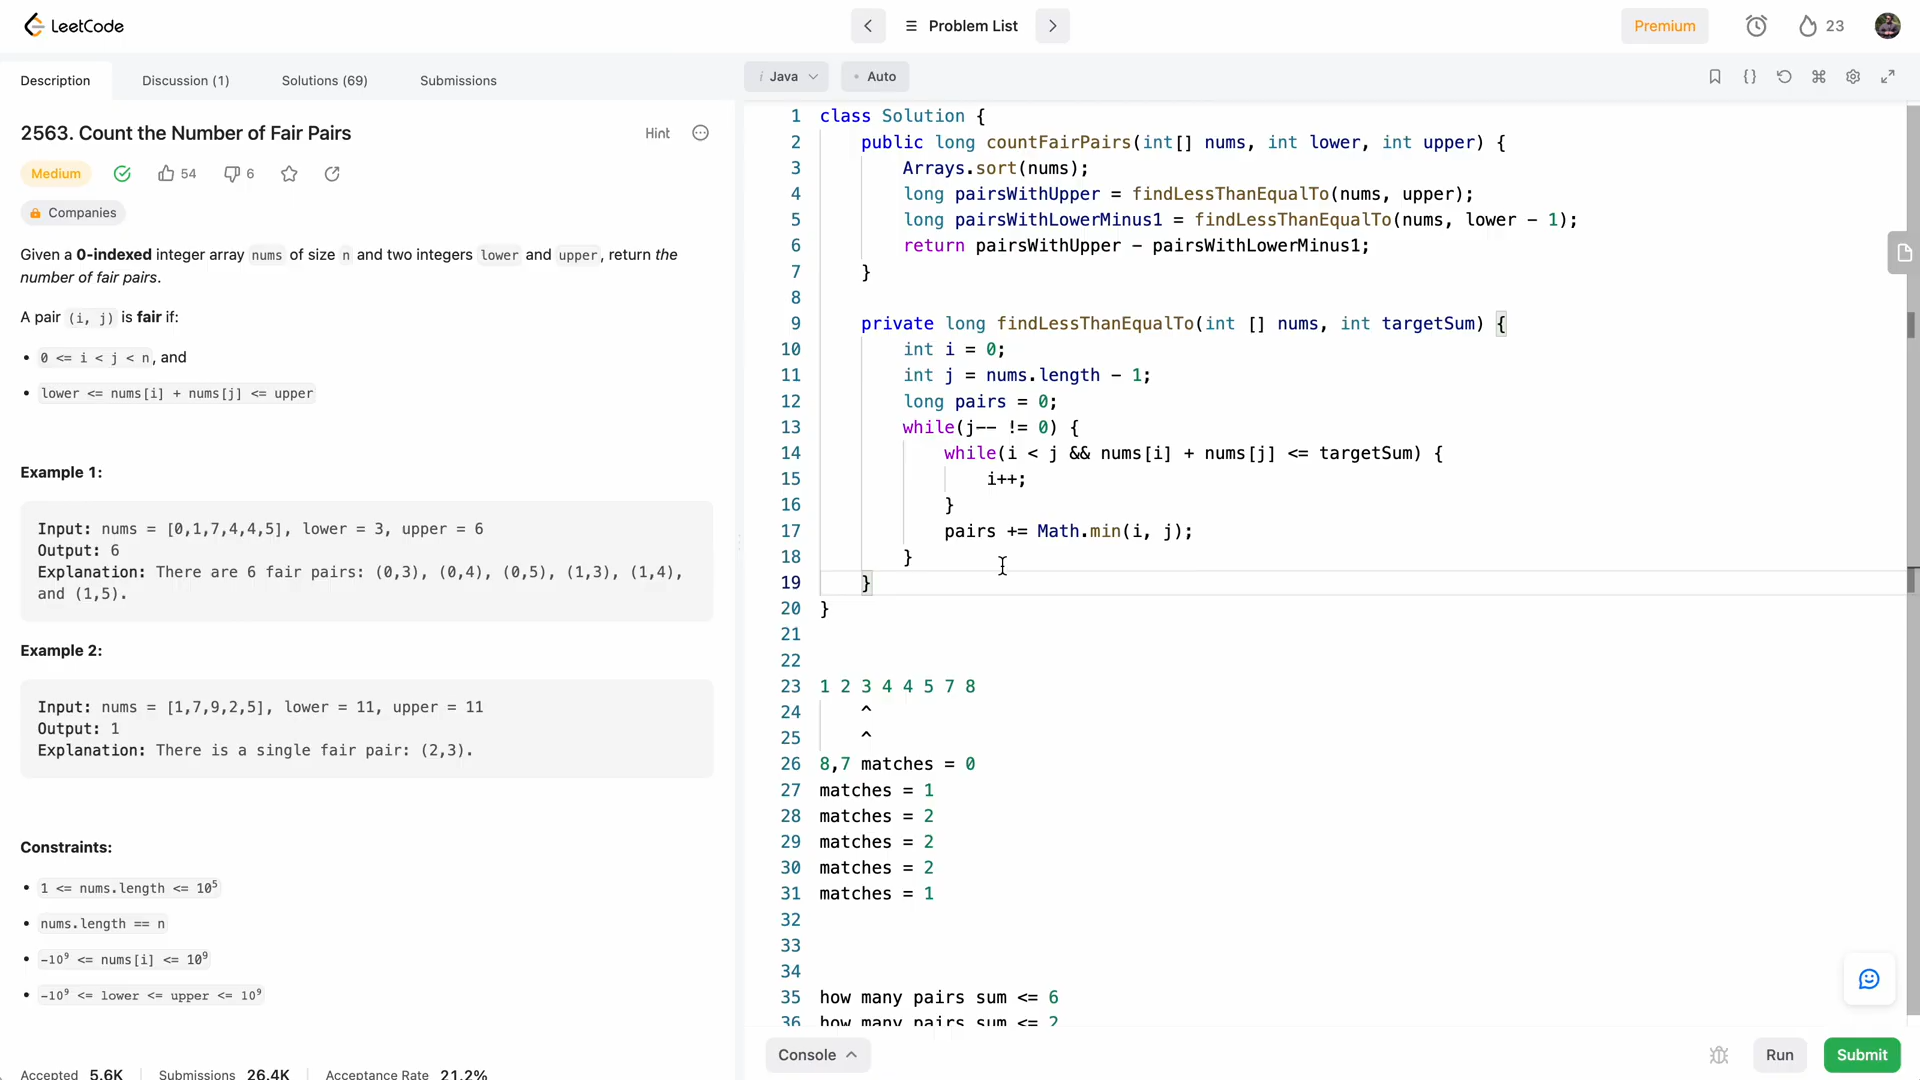 LeetCode
Problem List
Premium
23
Description
Discussion (1)
Solutions (69)
Submissions
i Java
Auto
2563. Count the Number of Fair Pairs
Hint
Medium
54
6
Companies
Given a 0-indexed integer array nums of size n and two integers lower and upper, return the
number of fair pairs.
A pair (i, j) is fair if:
• 0 <= i < j < n, and
• lower <= nums[i] + nums[j] <= upper
Example 1:
Input: nums = [0,1,7,4,4,5], lower = 3, upper = 6
Output: 6
Explanation: There are 6 fair pairs: (0,3), (0,4), (0,5), (1,3), (1,4),
and (1,5).
Example 2:
Input: nums = [1,7,9,2,5], lower = 11, upper = 11
Output: 1
Explanation: There is a single fair pair: (2,3).
Constraints:
• 1 <= nums.length <= 10⁵
• nums.length == n
• -10⁹ <= nums[i] <= 10⁹
• -10⁹ <= lower <= upper <= 10⁹
Accepted 5.6K Submissions 26.4K Acceptance Rate 21.2%
1 class Solution {
2 public long countFairPairs(int[] nums, int lower, int upper) {
3 Arrays.sort(nums);
4 long pairsWithUpper = findLessThanEqualTo(nums, upper);
5 long pairsWithLowerMinus1 = findLessThanEqualTo(nums, lower - 1);
6 return pairsWithUpper - pairsWithLowerMinus1;
7 }
8
9 private long findLessThanEqualTo(int [] nums, int targetSum) {
10 int i = 0;
11 int j = nums.length - 1;
12 long pairs = 0;
13 while(j-- != 0) {
14 while(i < j && nums[i] + nums[j] <= targetSum) {
15 i++;
16 }
17 pairs += Math.min(i, j);
18 }
19 }
20 }
21
22
23 1 2 3 4 4 5 7 8
24 ^
25 ^
26 8,7 matches = 0
27 matches = 1
28 matches = 2
29 matches = 2
30 matches = 2
31 matches = 1
32
33
34
35 how many pairs sum <= 6
36 how many pairs sum <= 2
Console
Run
Submit